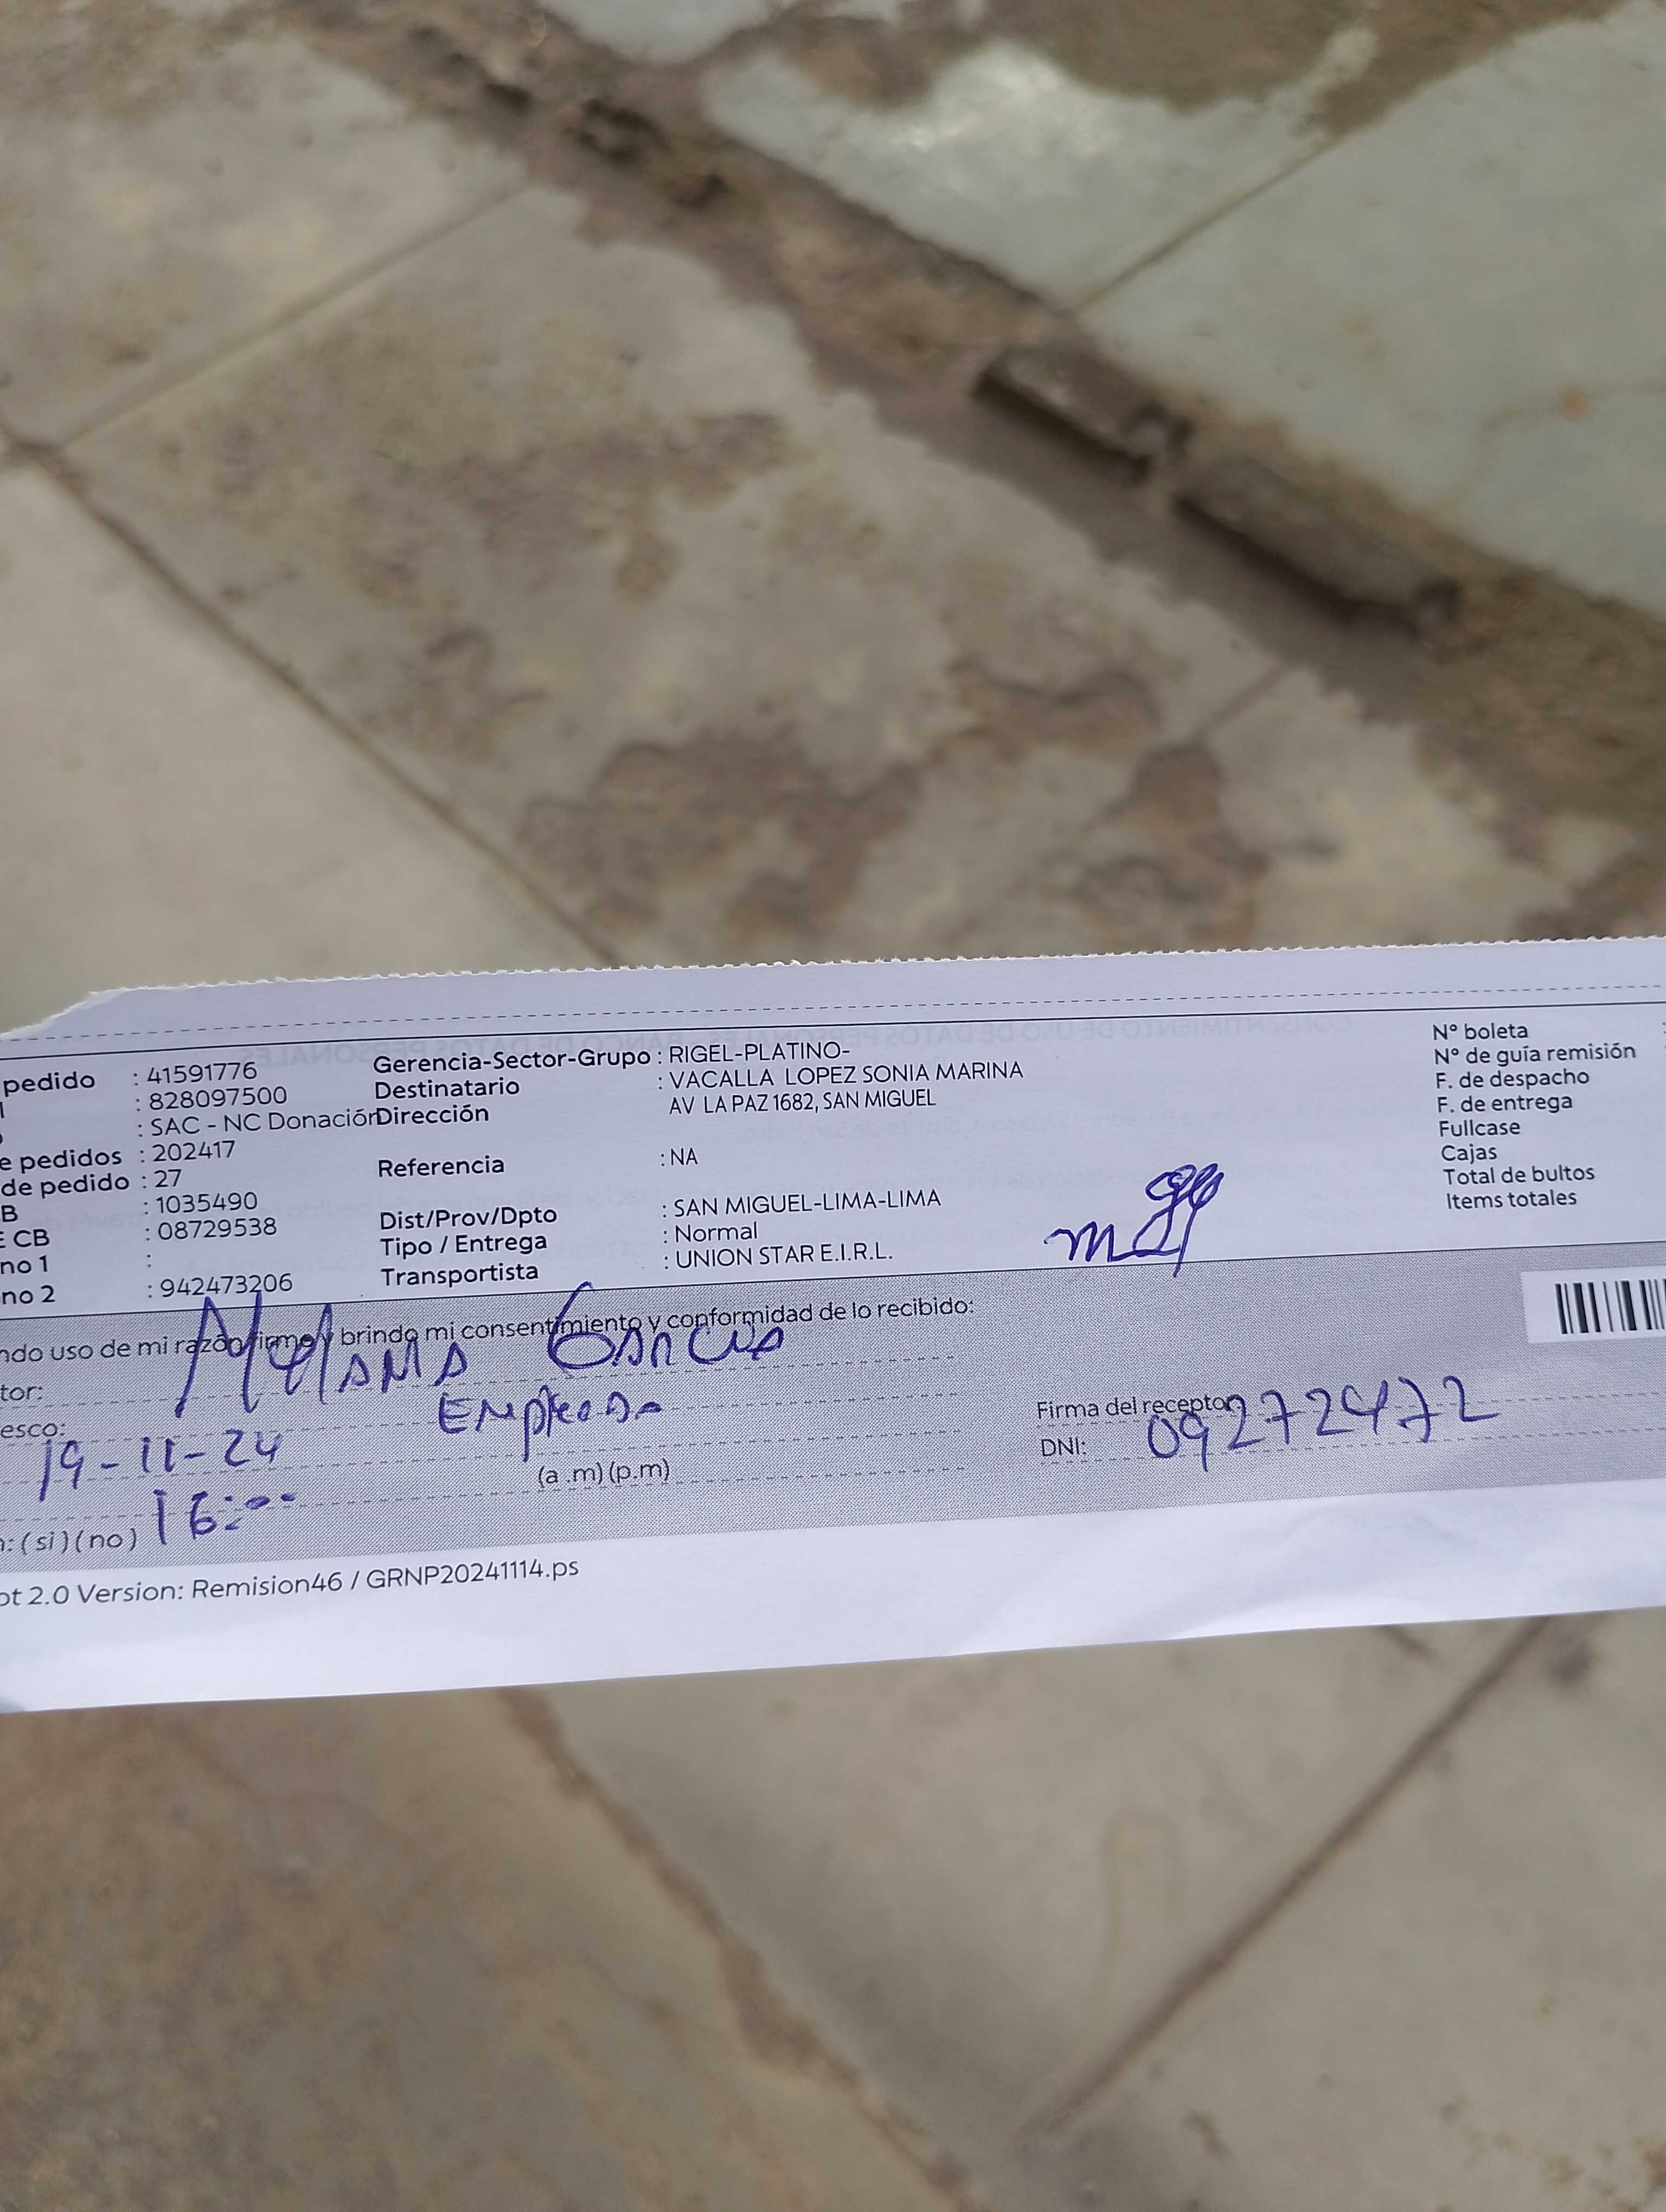 pedido : 41591776
: 828097500
: SAC - NC Donación
e pedidos : 202417
de pedido : 27
B : 1035490
E CB : 08729538
no 1 :
no 2 : 942473206
Gerencia-Sector-Grupo : RIGEL-PLATINO-
Destinatario : VACALLA LOPEZ SONIA MARINA
Dirección AV LA PAZ 1682, SAN MIGUEL
Referencia : NA
Dist/Prov/Dpto : SAN MIGUEL-LIMA-LIMA
Tipo / Entrega : Normal
Transportista : UNION STAR E.I.R.L.
N° boleta
N° de guía remisión
F. de despacho
F. de entrega
Fullcase
Cajas
Total de bultos
Items totales
ndo uso de mi razón firmo y brindo mi consentimiento y conformidad de lo recibido:
tor: García
esco:
19-11-24
(a .m) (p.m)
Firma del receptor
DNI: 09272472
: (si) (no) 16:00
ot 2.0 Version: Remision46 / GRNP20241114.ps